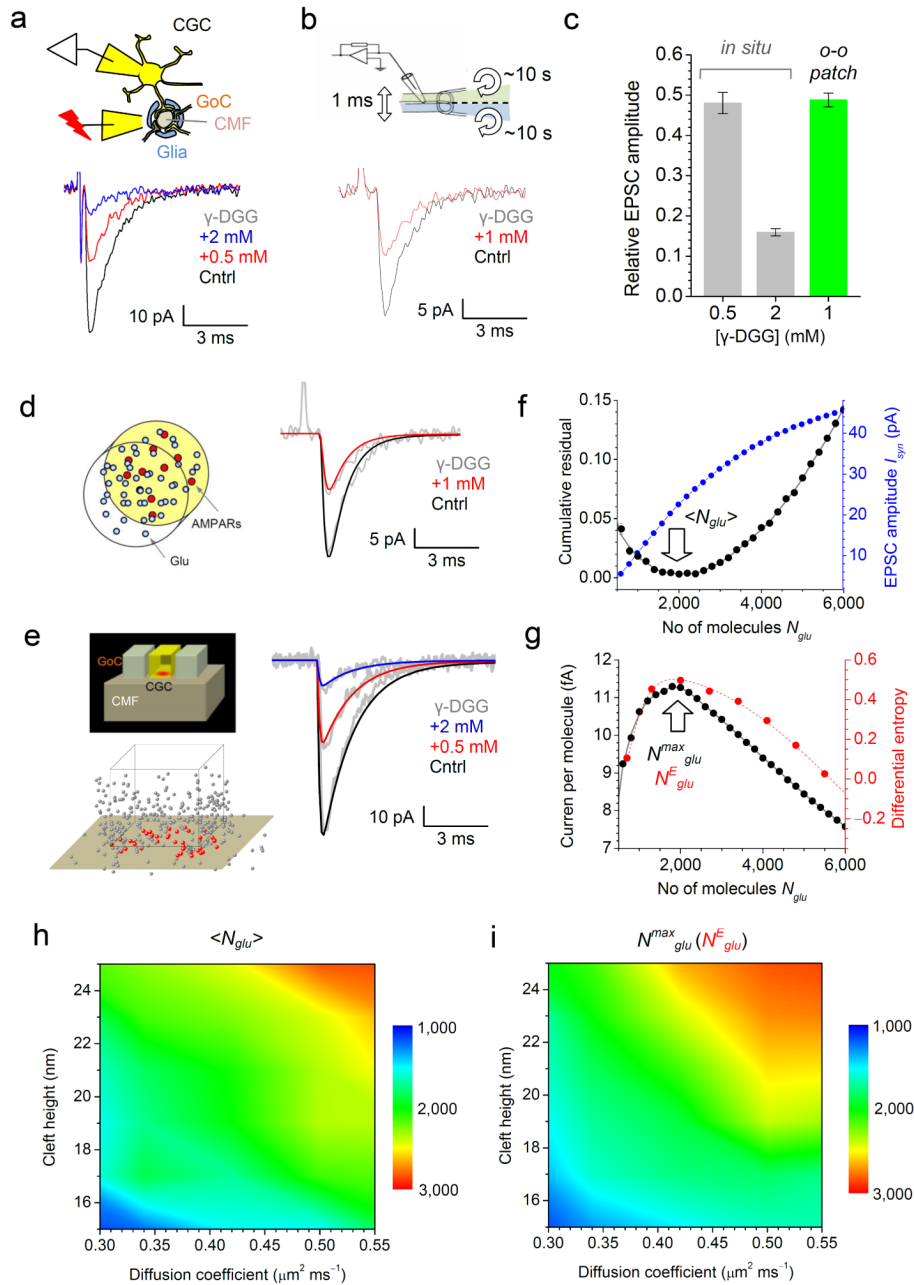 a
CGC
GoC
CMF
Glia
γ-DGG
+2 mM
+0.5 mM
Cntrl
10 pA
3 ms
b
~10 s
1 ms
~10 s
γ-DGG
+1 mM
Cntrl
5 pA
3 ms
c
in situ
o-o
patch
Relative EPSC amplitude
0.6
0.5
0.4
0.3
0.2
0.1
0.0
0.5 2 1
[γ-DGG] (mM)
d
AMPARs
Glu
γ-DGG
+1 mM
Cntrl
5 pA
3 ms
e
GoC
CGC
CMF
γ-DGG
+2 mM
+0.5 mM
Cntrl
10 pA
3 ms
f
Cumulative residual
0.15
0.10
0.05
0.00
<Nglu>
40
30
20
10
EPSC ampitude Isyn (pA)
2,000 4,000 6,000
No of molecules Nglu
g
Curren per molecule (fA)
12
11
10
9
8
7
Nmaxglu
NEglu
0.6
0.4
0.2
0.0
−0.2
Differential entropy
2,000 4,000 6,000
No of molecules Nglu
h
<Nglu>
Cleft height (nm)
24
22
20
18
16
0.30 0.35 0.40 0.45 0.50 0.55
Diffusion coefficient (μm² ms⁻¹)
1,000
2,000
3,000
i
Nmaxglu (NEglu)
Cleft height (nm)
24
22
20
18
16
0.30 0.35 0.40 0.45 0.50 0.55
Diffusion coefficient (μm² ms⁻¹)
1,000
2,000
3,000